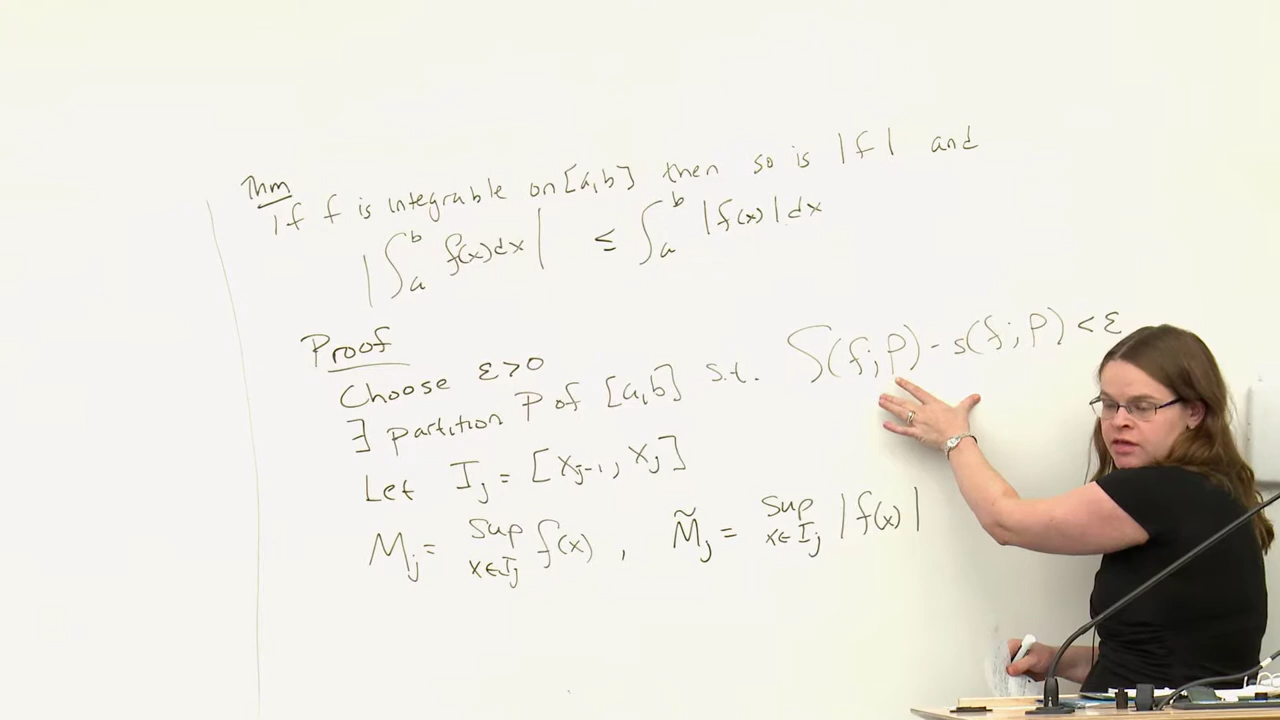 Thm
If f is integrable on [a,b] then so is |f| and
|∫_a^b f(x)dx| ≤ ∫_a^b |f(x)|dx
Proof
Choose ε>0
∃ partition P of [a,b] s.t. S(f;P) - s(f;P) < ε
Let I_j = [x_{j-1}, x_j]
M_j = sup_{x∈I_j} f(x), M̃_j = sup_{x∈I_j} |f(x)|